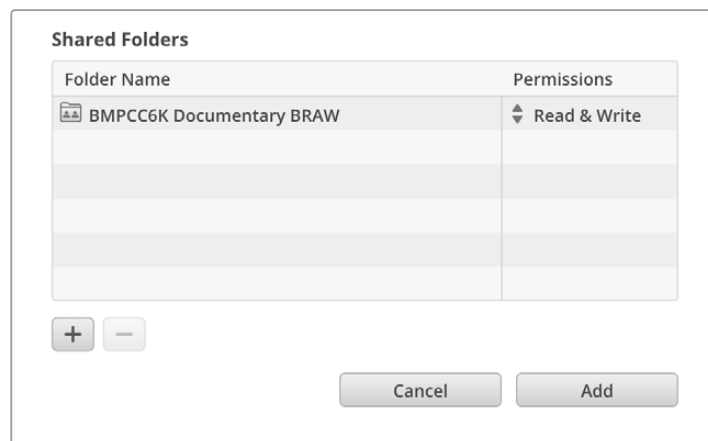 Shared Folders
Folder Name Permissions
BMPCC6K Documentary BRAW Read & Write
Cancel Add